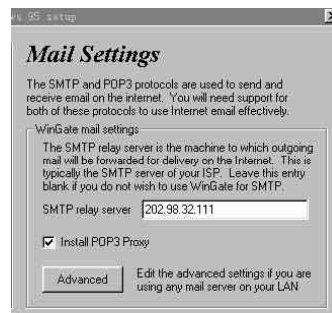 vs 95 setup
Mail Settings
The SMTP and POP3 protocols are used to send and
receive email on the internet. You will need support for
both of these protocols to use Internet email effectively.
WinGate mail settings
The SMTP relay server is the machine to which outgoing
mail will be forwarded for delivery on the Internet. This is
typically the SMTP server of your ISP. Leave this entry
blank if you do not wish to use WinGate for SMTP.
SMTP relay server 202.98.32.111
Install POP3 Proxy
Advanced
Edit the advanced settings if you are
using any mail server on your LAN